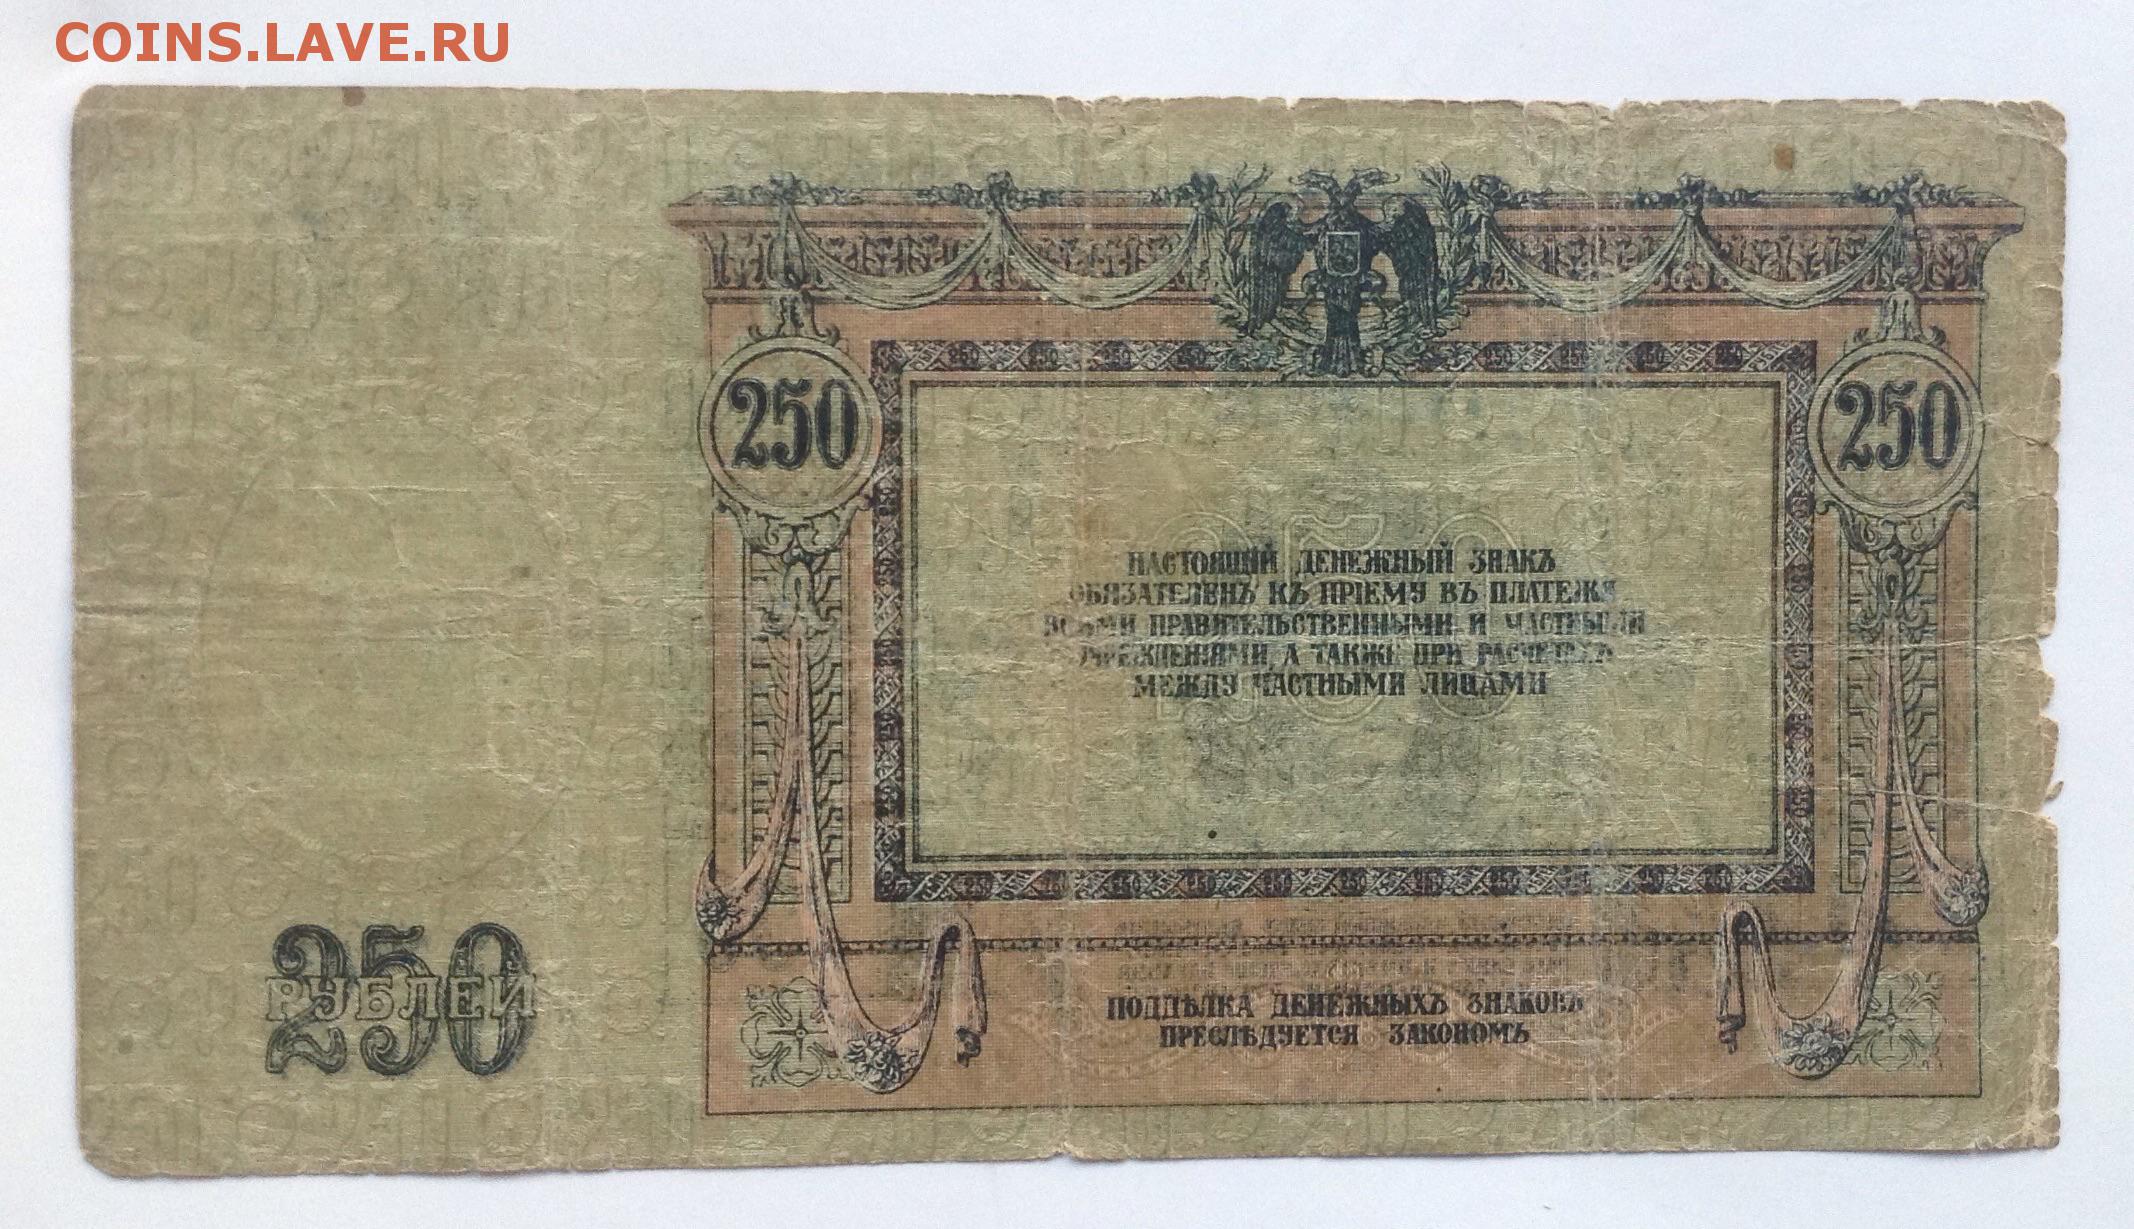 COINS.LAVE.RU
250
250
НАСТОЯЩІЙ ДЕНЕЖНЫЙ ЗНАКЪ
ОБЯЗАТЕЛЕНЪ КЪ ПРІЕМУ ВЪ ПЛАТЕЖИ
ВСѢМИ ПРАВИТЕЛЬСТВЕННЫМИ И ЧАСТНЫМИ
УЧРЕЖДЕНІЯМИ, А ТАКЖЕ ПРИ РАСЧЕТАХЪ
МЕЖДУ ЧАСТНЫМИ ЛИЦАМИ
250
РУБЛЕЙ
ПОДДѢЛКА ДЕНЕЖНЫХЪ ЗНАКОВЪ
ПРЕСЛѢДУЕТСЯ ЗАКОНОМЪ